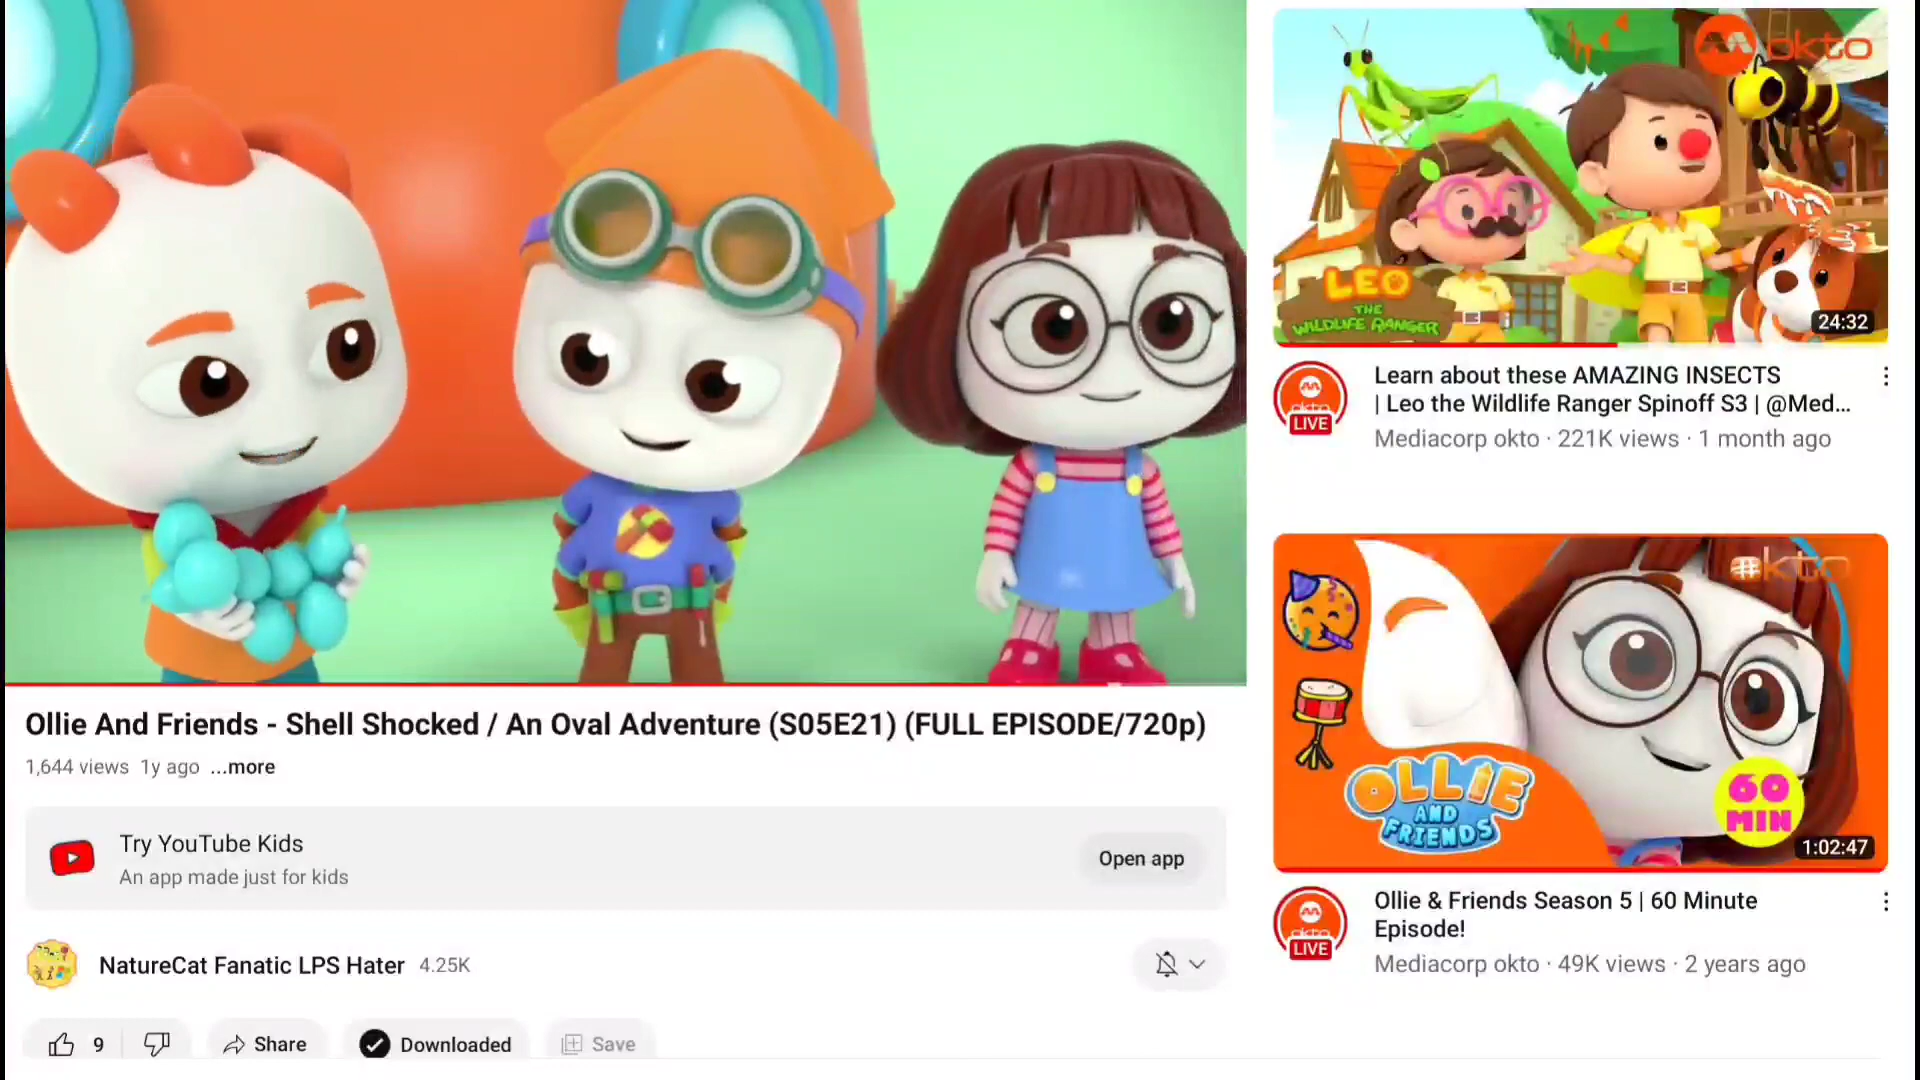 Ollie And Friends - Shell Shocked / An Oval Adventure (S05E21) (FULL EPISODE/720p)
1,644 views 1y ago ...more
Try YouTube Kids
An app made just for kids
Open app
NatureCat Fanatic LPS Hater 4.25K
9
Share
Downloaded
Save
okto
LEO
THE
WILDLIFE RANGER
24:32
okto
LIVE
Learn about these AMAZING INSECTS
| Leo the Wildlife Ranger Spinoff S3 | @Med...
Mediacorp okto · 221K views · 1 month ago
okto
OLLIE
AND
FRIENDS
60
MIN
1:02:47
okto
LIVE
Ollie & Friends Season 5 | 60 Minute
Episode!
Mediacorp okto · 49K views · 2 years ago